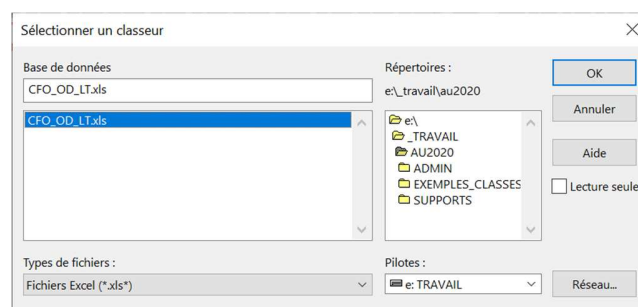 Sélectionner un classeur
Base de données
CFO_OD_LT.xls
CFO_OD_LT.xls
Répertoires :
e:\_travail\au2020
e:\
_TRAVAIL
AU2020
ADMIN
EXEMPLES_CLASSES
SUPPORTS
OK
Annuler
Aide
Lecture seule
Types de fichiers :
Fichiers Excel (*.xls*)
Pilotes :
e: TRAVAIL
Réseau...